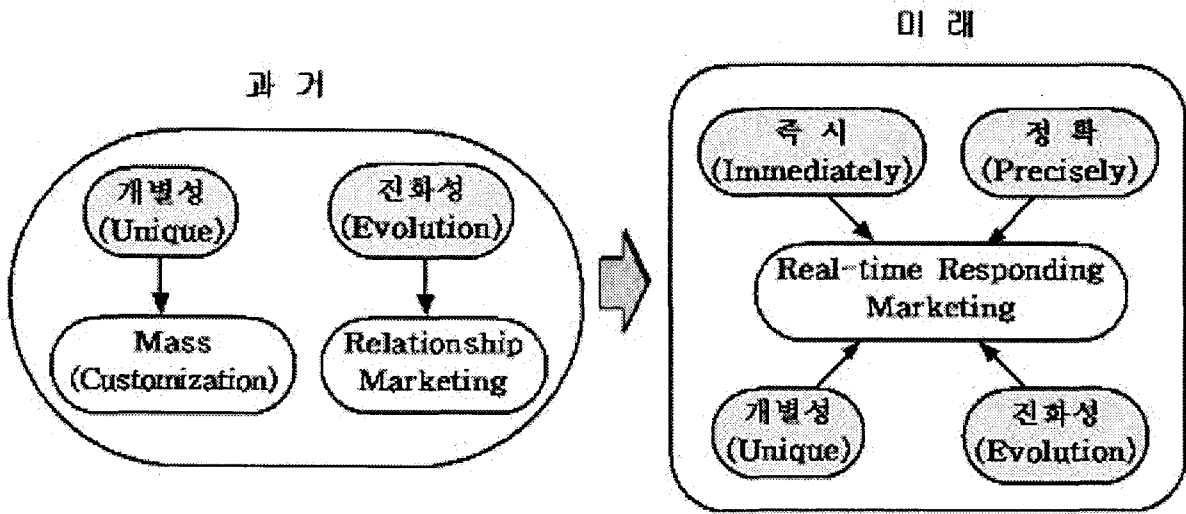 과 거
개별성
(Unique)
진화성
(Evolution)
Mass
(Customization)
Relationship
Marketing
미 래
즉 시
(Immediately)
정 확
(Precisely)
Real-time Responding
Marketing
개별성
(Unique)
진화성
(Evolution)